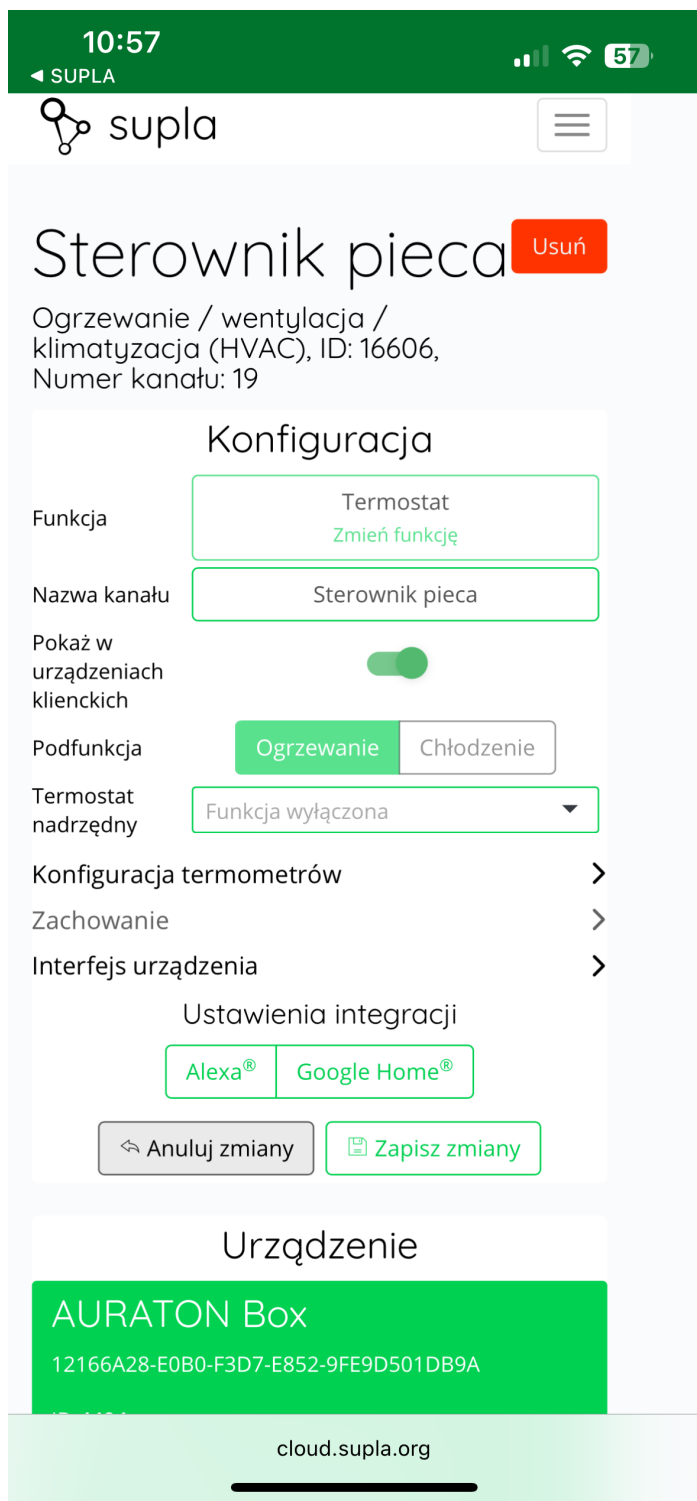 10:57
◀ SUPLA
57
supla
Sterownik pieca
Usuń
Ogrzewanie / wentylacja /
klimatyzacja (HVAC), ID: 16606,
Numer kanału: 19
Konfiguracja
Funkcja
Termostat
Zmień funkcję
Nazwa kanału
Sterownik pieca
Pokaż w
urządzeniach
klienckich
Podfunkcja
Ogrzewanie
Chłodzenie
Termostat
nadrzędny
Funkcja wyłączona
Konfiguracja termometrów
Zachowanie
Interfejs urządzenia
Ustawienia integracji
Alexa®
Google Home®
Anuluj zmiany
Zapisz zmiany
Urządzenie
AURATON Box
12166A28-E0B0-F3D7-E852-9FE9D501DB9A
cloud.supla.org